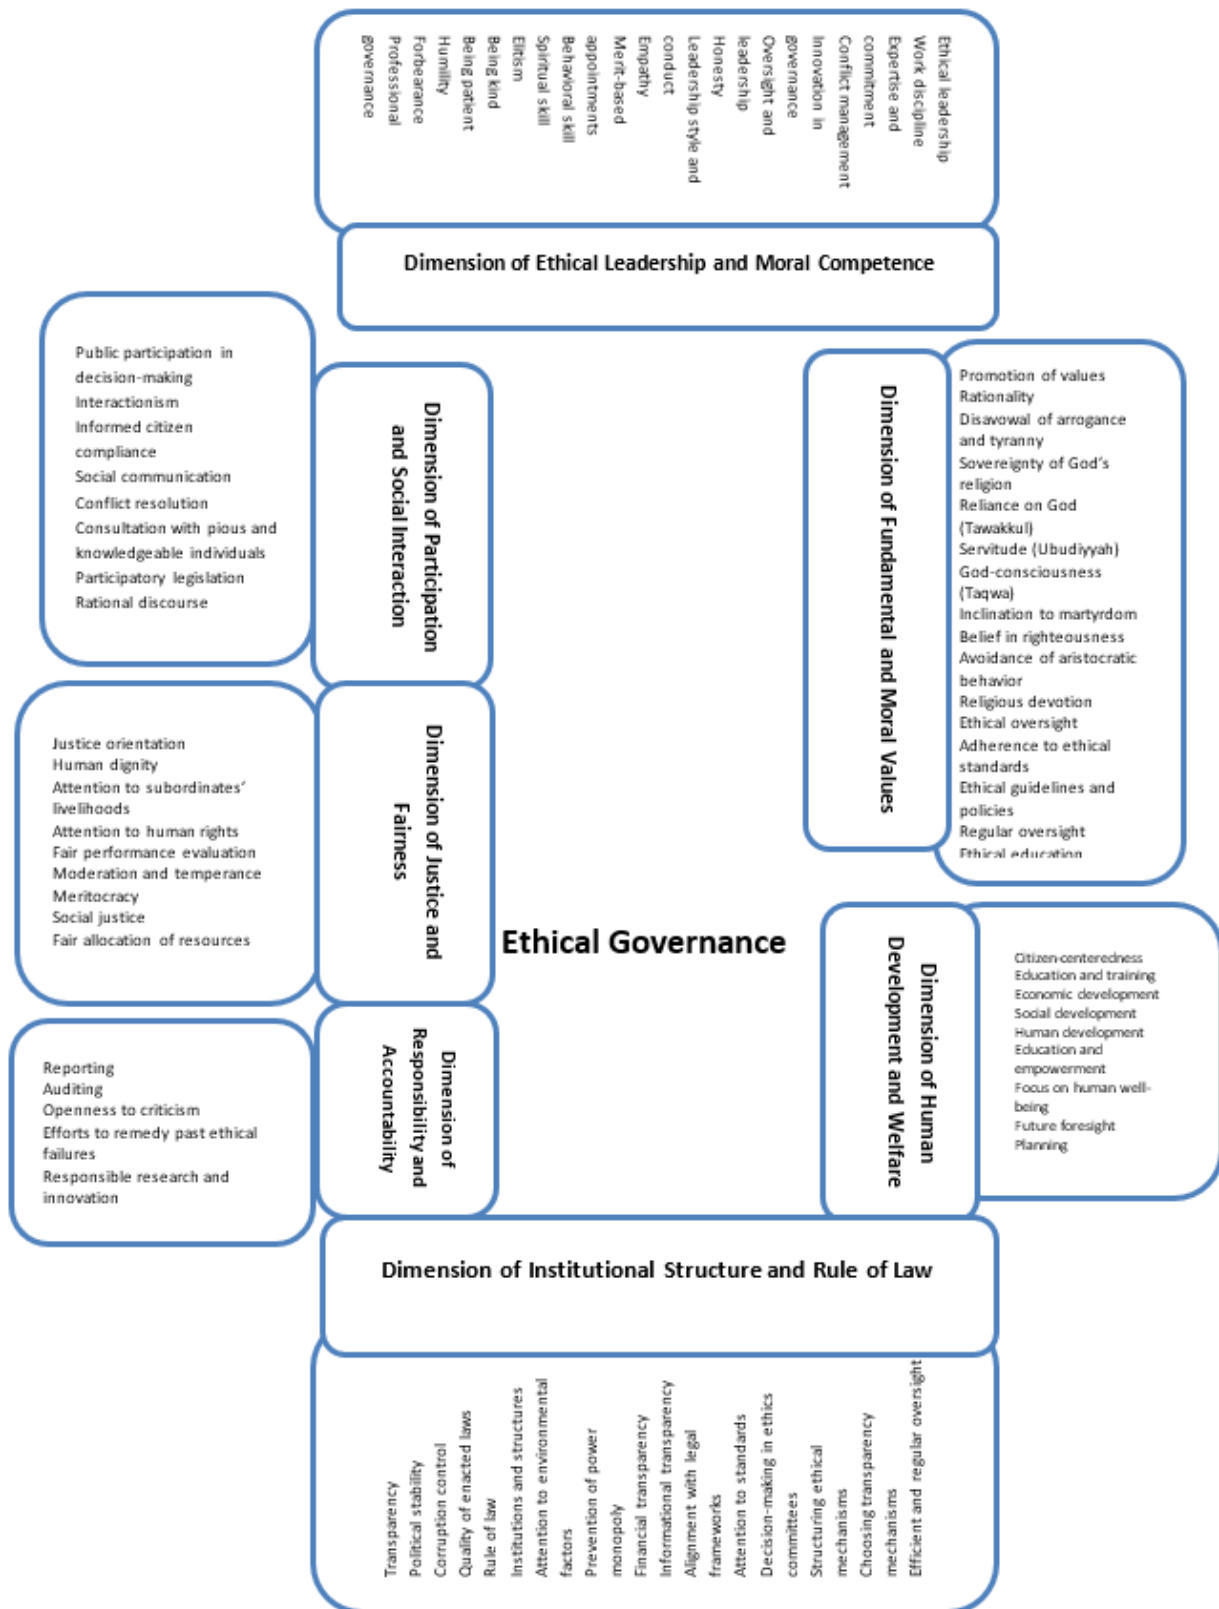 Ethical leadership
Work discipline
Expertise and
commitment
Conflict management
Innovation in
governance
Oversight and
leadership
Honesty
Leadership style and
conduct
Empathy
Merit-based
appointments
Behavioral skill
Spiritual skill
Elitism
Being kind
Being patient
Humility
Forbearance
Professional
governance
Dimension of Ethical Leadership and Moral Competence
Public participation in
decision-making
Interactionism
Informed citizen
compliance
Social communication
Conflict resolution
Consultation with pious and
knowledgeable individuals
Participatory legislation
Rational discourse
Dimension of Participation
and Social Interaction
Dimension of Fundamental and Moral Values
Promotion of values
Rationality
Disavowal of arrogance
and tyranny
Sovereignty of God's
religion
Reliance on God
(Tawakkul)
Servitude (Ubudiyyah)
God-consciousness
(Taqwa)
Inclination to martyrdom
Belief in righteousness
Avoidance of aristocratic
behavior
Religious devotion
Ethical oversight
Adherence to ethical
standards
Ethical guidelines and
policies
Regular oversight
Ethical education
Justice orientation
Human dignity
Attention to subordinates'
livelihoods
Attention to human rights
Fair performance evaluation
Moderation and temperance
Meritocracy
Social justice
Fair allocation of resources
Dimension of Justice and
Fairness
Ethical Governance
Dimension of Human
Development and Welfare
Citizen-centeredness
Education and training
Economic development
Social development
Human development
Education and
empowerment
Focus on human well-
being
Future foresight
Planning
Reporting
Auditing
Openness to criticism
Efforts to remedy past ethical
failures
Responsible research and
innovation
Dimension of
Responsibility and
Accountability
Dimension of Institutional Structure and Rule of Law
Transparency
Political stability
Corruption control
Quality of enacted laws
Rule of law
Institutions and structures
Attention to environmental
factors
Prevention of power
monopoly
Financial transparency
Informational transparency
Alignment with legal
frameworks
Attention to standards
Decision-making in ethics
committees
Structuring ethical
mechanisms
Choosing transparency
mechanisms
Efficient and regular oversight